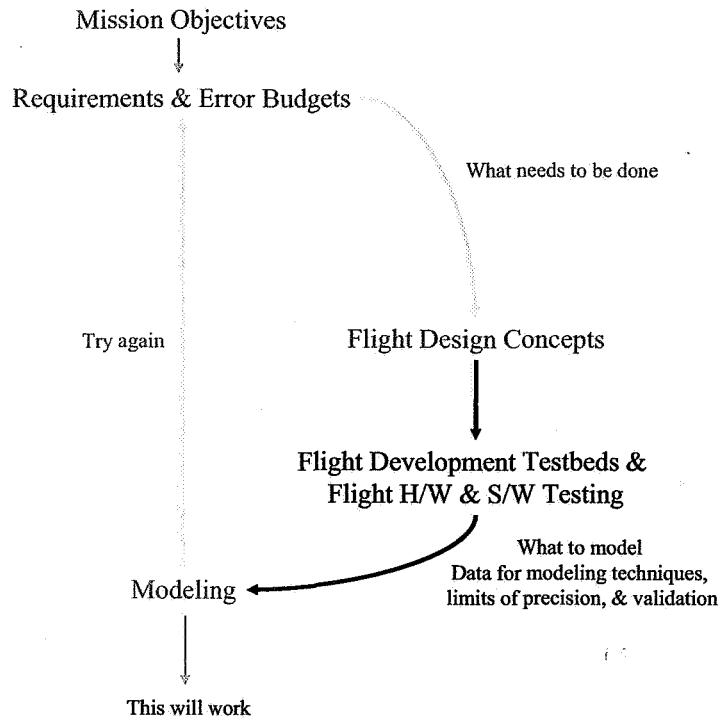 Mission Objectives
Requirements & Error Budgets
What needs to be done
Try again
Flight Design Concepts
Flight Development Testbeds &
Flight H/W & S/W Testing
What to model
Data for modeling techniques,
limits of precision, & validation
Modeling
This will work